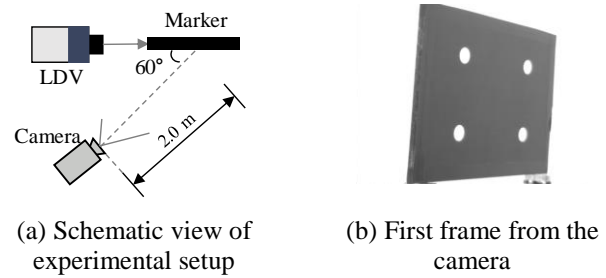 Marker
LDV
60°
Camera
2.0 m
(a) Schematic view of
experimental setup
(b) First frame from the
camera